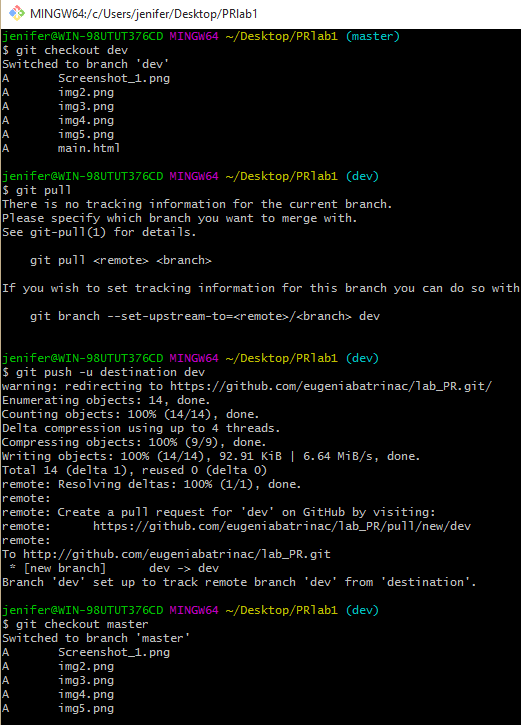 MINGW64:/c/Users/jenifer/Desktop/PRlab1
jenifer@WIN-98UTUT376CD MINGW64 ~/Desktop/PRlab1 (master)
$ git checkout dev
Switched to branch 'dev'
A       Screenshot_1.png
A       img2.png
A       img3.png
A       img4.png
A       img5.png
A       main.html
jenifer@WIN-98UTUT376CD MINGW64 ~/Desktop/PRlab1 (dev)
$ git pull
There is no tracking information for the current branch.
Please specify which branch you want to merge with.
See git-pull(1) for details.
    git pull <remote> <branch>
If you wish to set tracking information for this branch you can do so with
    git branch --set-upstream-to=<remote>/<branch> dev
jenifer@WIN-98UTUT376CD MINGW64 ~/Desktop/PRlab1 (dev)
$ git push -u destination dev
warning: redirecting to https://github.com/eugeniabatrinac/lab_PR.git/
Enumerating objects: 14, done.
Counting objects: 100% (14/14), done.
Delta compression using up to 4 threads.
Compressing objects: 100% (9/9), done.
Writing objects: 100% (14/14), 92.91 KiB | 6.64 MiB/s, done.
Total 14 (delta 1), reused 0 (delta 0)
remote: Resolving deltas: 100% (1/1), done.
remote:
remote: Create a pull request for 'dev' on GitHub by visiting:
remote:      https://github.com/eugeniabatrinac/lab_PR/pull/new/dev
remote:
To http://github.com/eugeniabatrinac/lab_PR.git
 * [new branch]      dev -> dev
Branch 'dev' set up to track remote branch 'dev' from 'destination'.
jenifer@WIN-98UTUT376CD MINGW64 ~/Desktop/PRlab1 (dev)
$ git checkout master
Switched to branch 'master'
A       Screenshot_1.png
A       img2.png
A       img3.png
A       img4.png
A       img5.png